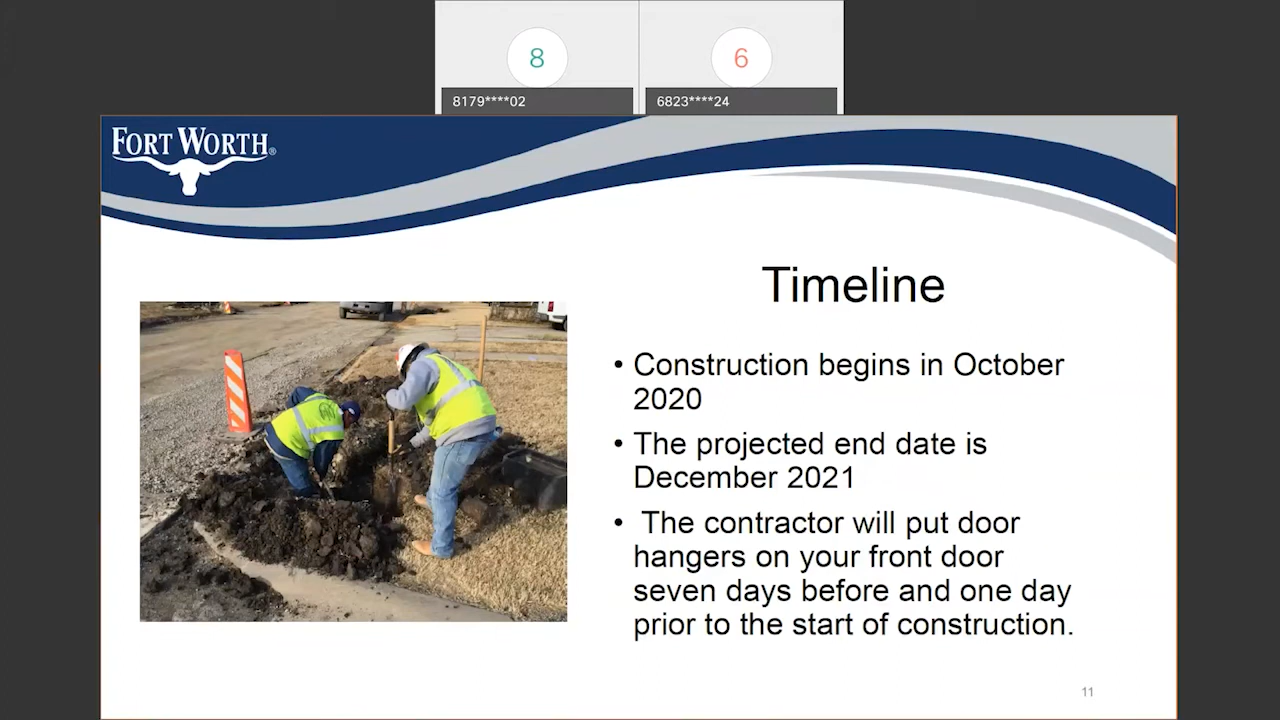 8
6
8179****02
6823****24
FORT WORTH®
Timeline
• Construction begins in October
2020
• The projected end date is
December 2021
• The contractor will put door
hangers on your front door
seven days before and one day
prior to the start of construction.
11